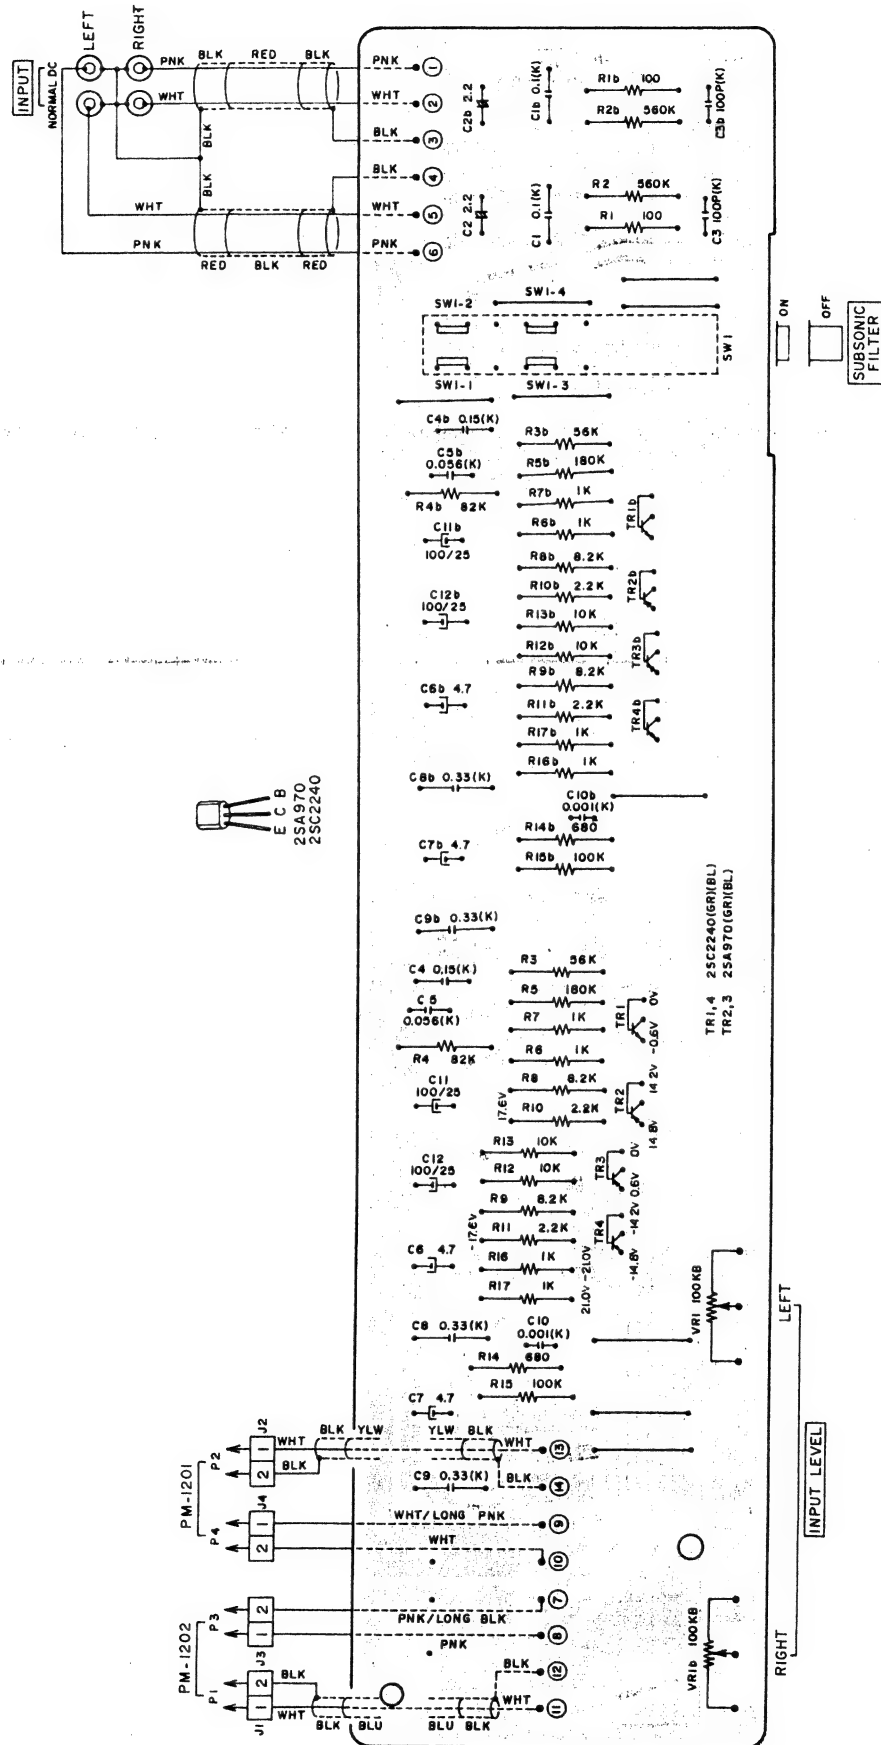 INPUT
NORMAL DC
LEFT
RIGHT
PNK
BLK
RED
BLK
PNK
1
WHT
WHT
2
BLK
BLK
3
BLK
BLK
4
WHT
WHT
5
PNK
PNK
6
RED
BLK
RED
C2b 2.2
C1b 0.1(K)
R1b 100
R2b 560K
C3b 100P(K)
C2 2.2
C1 0.1(K)
R2 560K
R1 100
C3 100P(K)
SW1-2
SW1-4
SW1-1
SW1-3
SW1
ON
OFF
SUBSONIC
FILTER
C4b 0.15(K)
R3b 56K
C5b
0.056(K)
R5b 180K
R4b 82K
R7b 1K
TR1b
C11b
100/25
R6b 1K
R8b 8.2K
R10b 2.2K
TR2b
C12b
100/25
R13b 10K
R12b 10K
TR3b
R9b 8.2K
C6b 4.7
R11b 2.2K
TR4b
R17b 1K
R16b 1K
C8b 0.33(K)
C10b
0.001(K)
E C B
2SA970
2SC2240
R14b 680
C7b 4.7
R15b 100K
C9b 0.33(K)
TR1,4 2SC2240(GR)(BL)
TR2,3 2SA970(GR)(BL)
R3 56K
C4 0.15(K)
R5 180K
C5
0.056(K)
R7 1K
TR1
0V
-0.6V
R4 82K
R6 1K
C11
100/25
R8 8.2K
17.6V
R10 2.2K
TR2
14.2V
14.8V
R13 10K
C12
100/25
R12 10K
TR3
0V
0.6V
R9 8.2K
-17.6V
R11 2.2K
TR4
-14.2V
-14.8V
C6 4.7
R16 1K
R17 1K
21.0V -21.0V
C8 0.33(K)
C10
0.001(K)
R14 680
R15 100K
C7 4.7
VR1 100KB
LEFT
INPUT LEVEL
PM-1201
P2
J2
1
2
WHT
BLK
BLK
YLW
YLW
BLK
WHT
13
BLK
14
C9 0.33(K)
P4
J4
1
2
WHT/LONG PNK
9
WHT
10
PM-1202
P3
J3
2
1
PNK/LONG BLK
7
PNK
8
P1
J1
2
1
BLK
WHT
BLK
BLU
BLU
BLK
BLK
12
WHT
11
VR1b 100KB
RIGHT